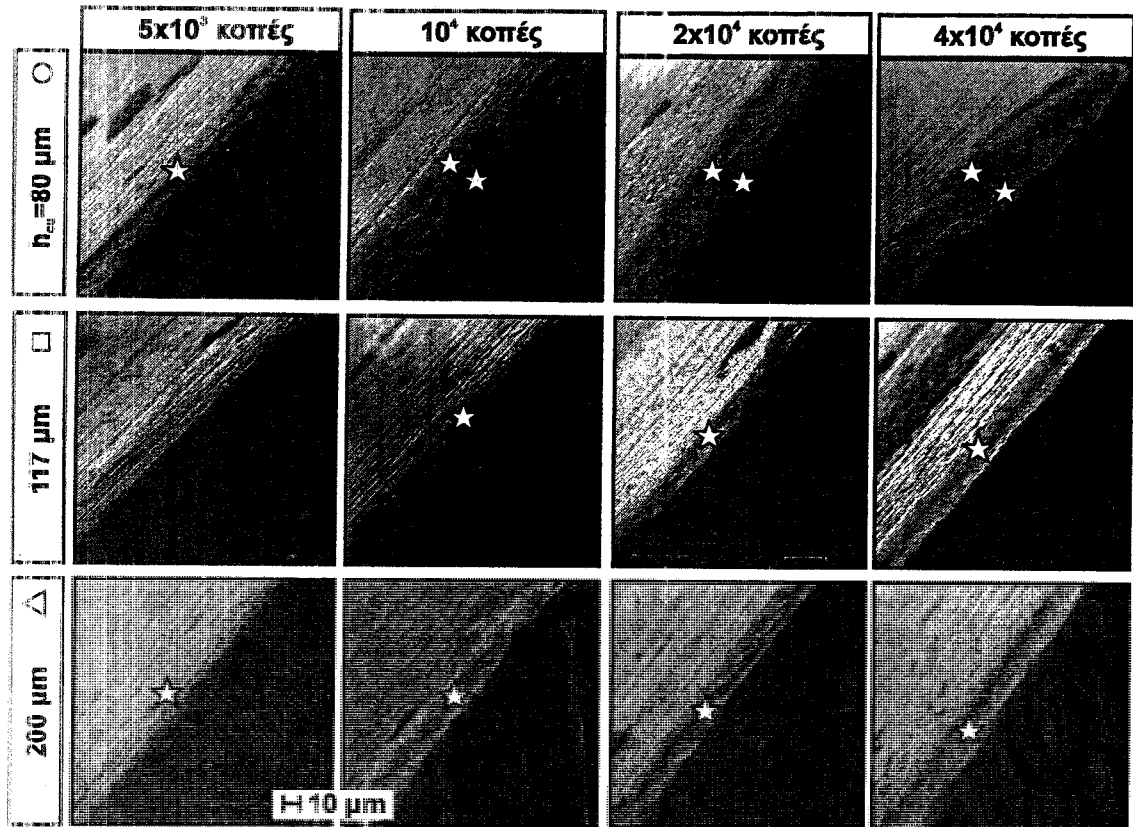 5x10³ κοπές
10⁴ κοπές
2x10⁴ κοπές
4x10⁴ κοπές
h_cu=80 μm
117 μm
200 μm
10 μm